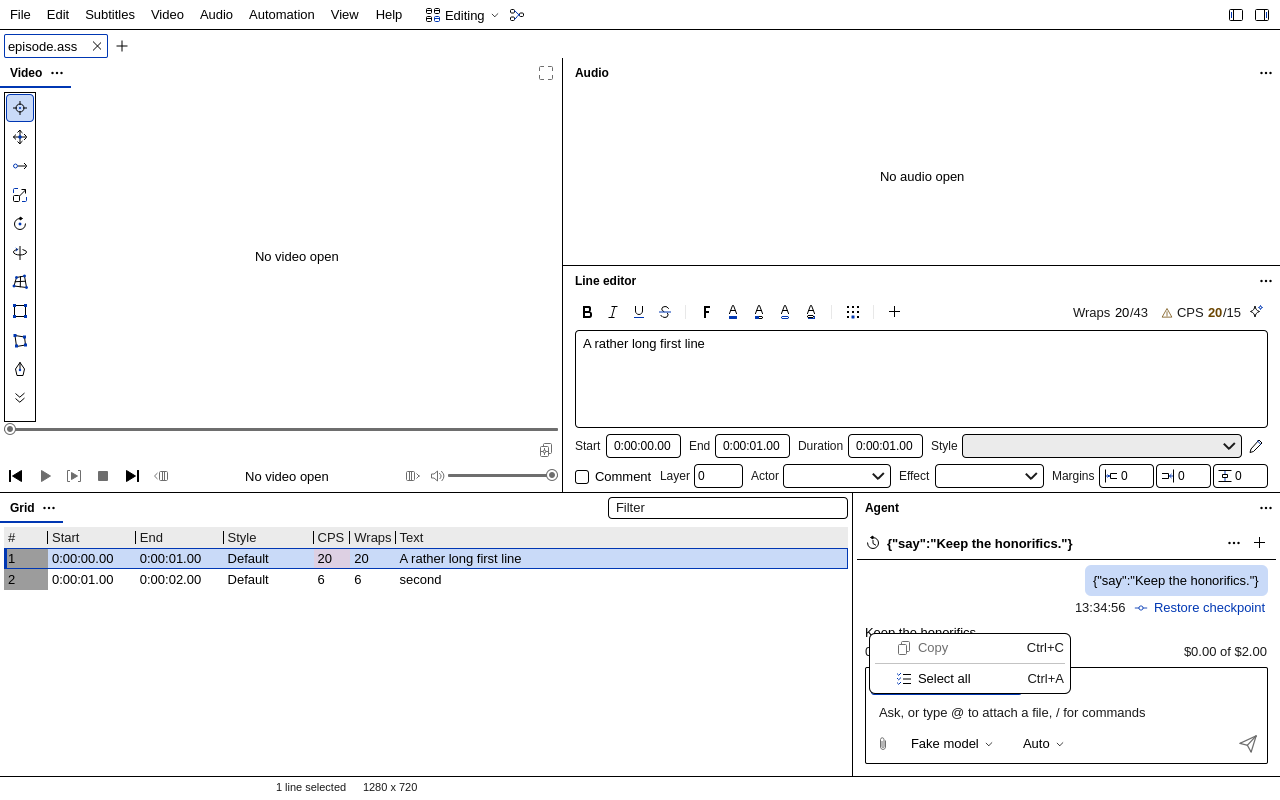 File Edit Subtitles Video Audio Automation View Help Editing
episode.ass
Video
No video open
No video open
Audio
No audio open
Line editor
B I U S F A A A A Wraps 20/43 CPS 20/15
A rather long first line
Start 0:00:00.00 End 0:00:01.00 Duration 0:00:01.00 Style
Comment Layer 0 Actor Effect Margins 0 0 0
Grid Filter
# Start End Style CPS Wraps Text
1 0:00:00.00 0:00:01.00 Default 20 20 A rather long first line
2 0:00:01.00 0:00:02.00 Default 6 6 second
Agent
{"say":"Keep the honorifics."}
{"say":"Keep the honorifics."}
13:34:56 Restore checkpoint
Keep the honorifics.
$0.00 of $2.00
Copy Ctrl+C
Select all Ctrl+A
Ask, or type @ to attach a file, / for commands
Fake model Auto
1 line selected 1280 x 720